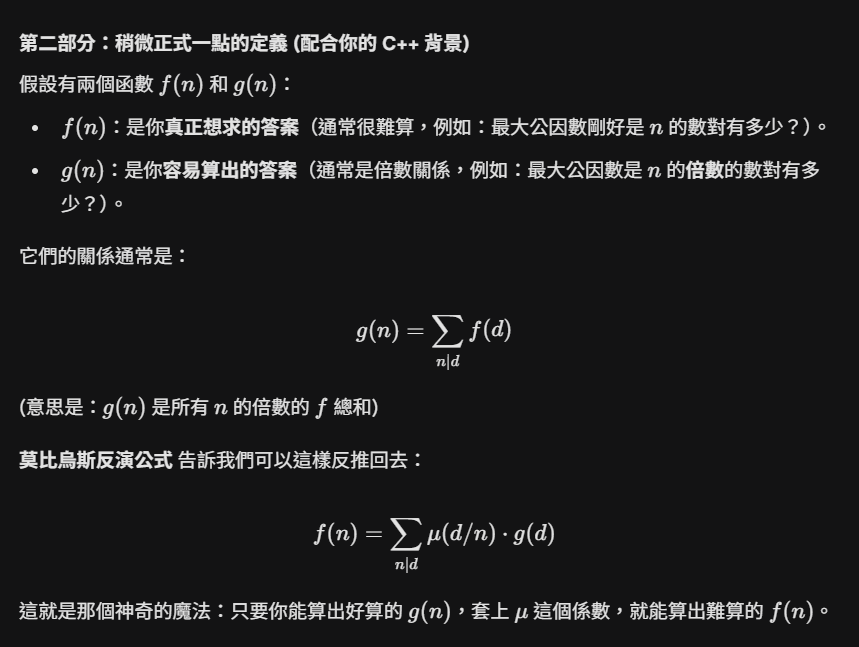 第二部分：稍微正式一點的定義 (配合你的 C++ 背景)
假設有兩個函數 f(n) 和 g(n)：
• f(n)：是你真正想求的答案（通常很難算，例如：最大公因數剛好是 n 的數對有多少？）。
• g(n)：是你容易算出的答案（通常是倍數關係，例如：最大公因數是 n 的倍數的數對有多
少？）。
它們的關係通常是：
g(n) = ∑ f(d)
n|d
(意思是：g(n) 是所有 n 的倍數的 f 總和)
莫比烏斯反演公式 告訴我們可以這樣反推回去：
f(n) = ∑ μ(d/n) · g(d)
n|d
這就是那個神奇的魔法：只要你能算出好算的 g(n)，套上 μ 這個係數，就能算出難算的 f(n)。